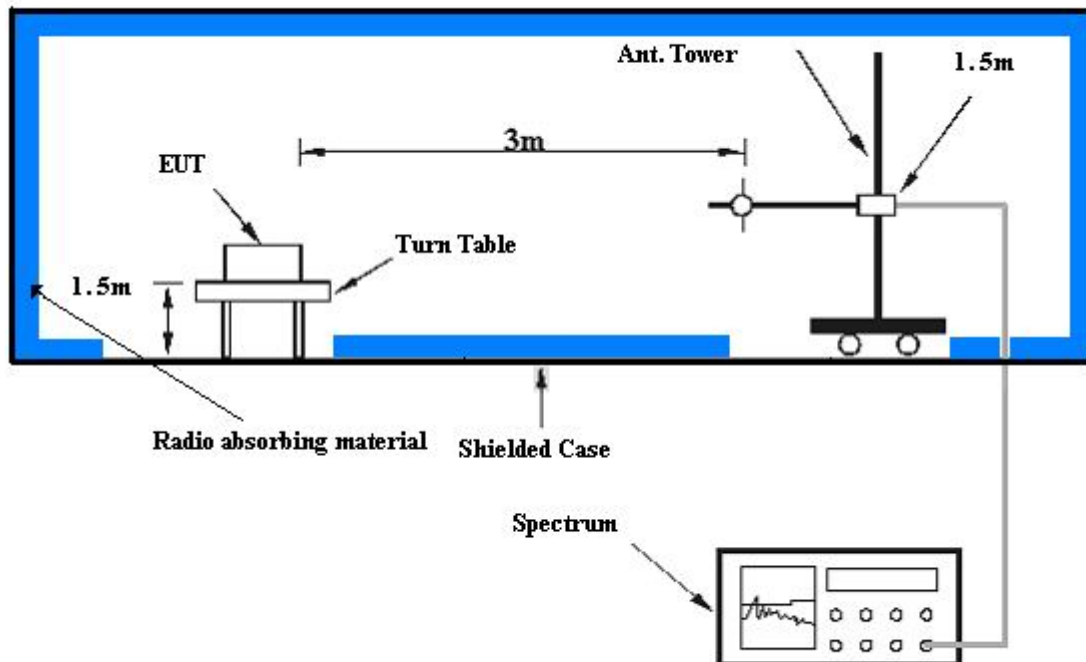 Ant. Tower
1.5m
3m
EUT
Turn Table
1.5m
Radio absorbing material
Shielded Case
Spectrum